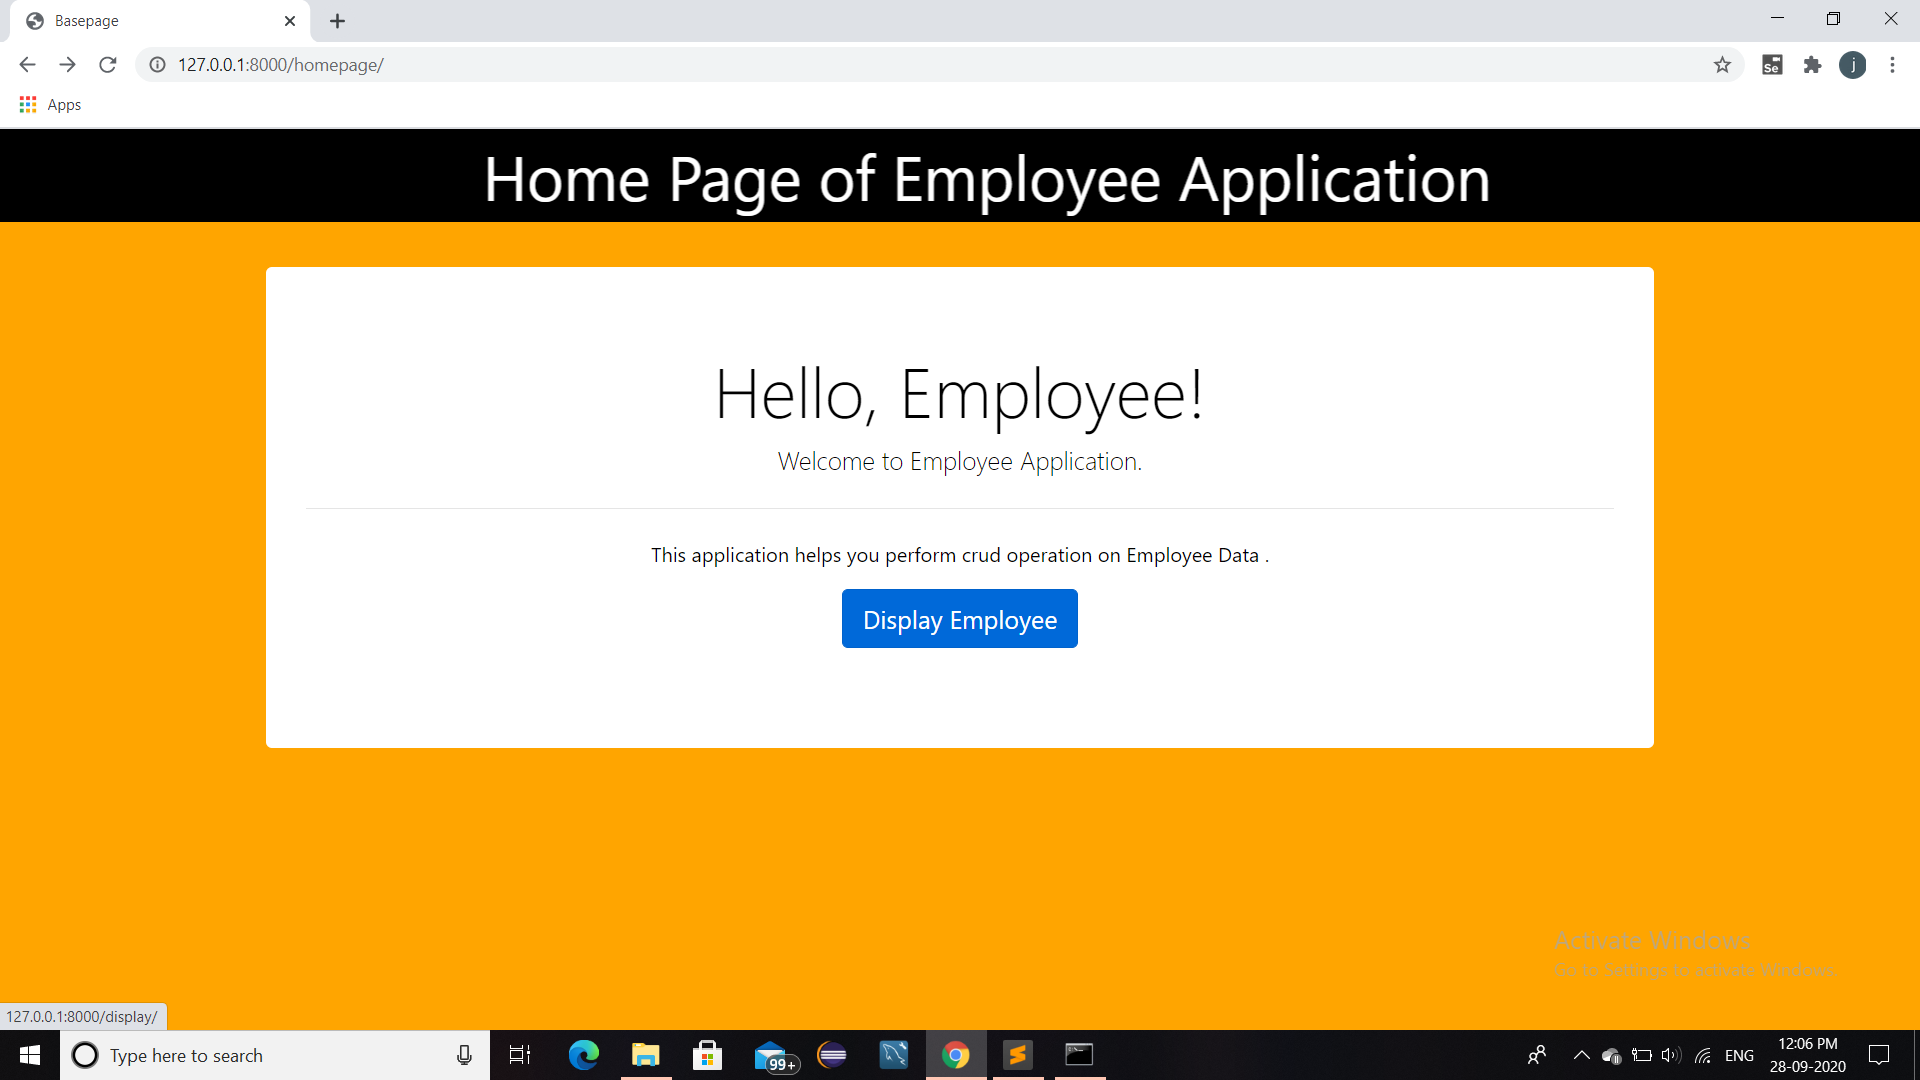 Basepage
127.0.0.1:8000/homepage/
Se
j
Apps
Home Page of Employee Application
Hello, Employee!
Welcome to Employee Application.
This application helps you perform crud operation on Employee Data .
Display Employee
Activate Windows
Go to Settings to activate Windows.
127.0.0.1:8000/display/
Type here to search
99+
ENG
12:06 PM
28-09-2020